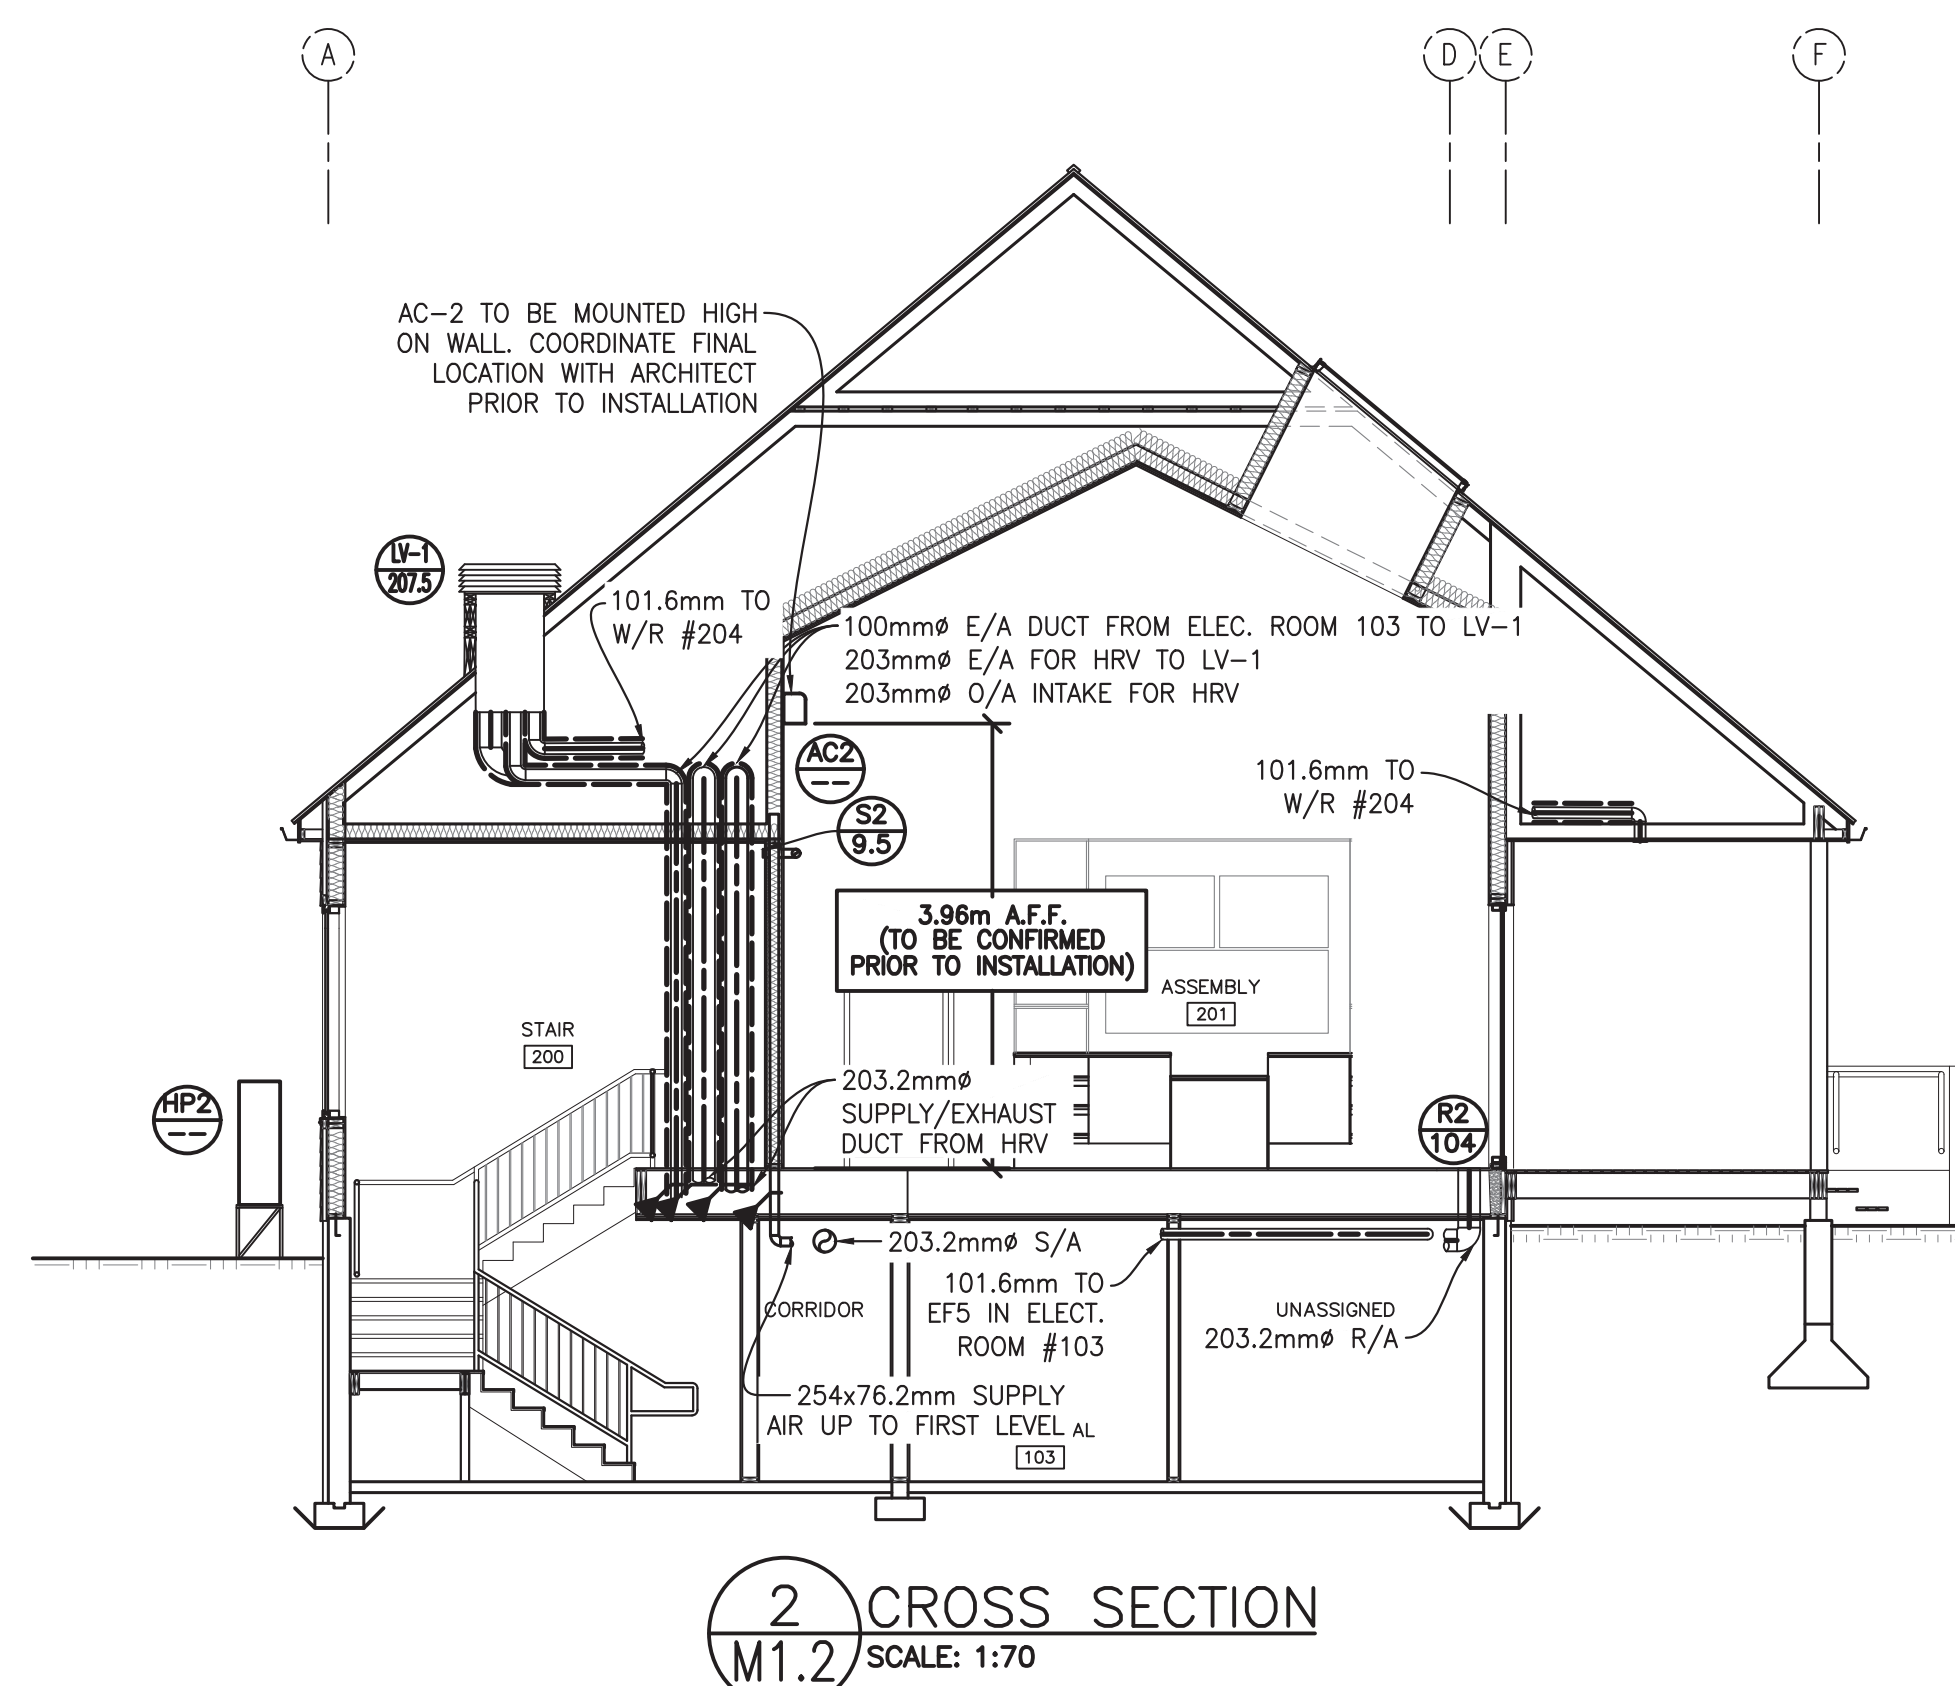 A
D
E
F
AC-2 TO BE MOUNTED HIGH
ON WALL. COORDINATE FINAL
LOCATION WITH ARCHITECT
PRIOR TO INSTALLATION
LV-1
207.5
101.6mm TO
W/R #204
100mmø E/A DUCT FROM ELEC. ROOM 103 TO LV-1
203mmø E/A FOR HRV TO LV-1
203mmø O/A INTAKE FOR HRV
AC2
--
101.6mm TO
W/R #204
S2
9.5
3.96m A.F.F.
(TO BE CONFIRMED
PRIOR TO INSTALLATION)
ASSEMBLY
201
STAIR
200
HP2
--
203.2mmø
SUPPLY/EXHAUST
DUCT FROM HRV
R2
104
203.2mmø S/A
101.6mm TO
EF5 IN ELECT.
ROOM #103
CORRIDOR
UNASSIGNED
203.2mmø R/A
254x76.2mm SUPPLY
AIR UP TO FIRST LEVEL
AL
103
2
M1.2
CROSS SECTION
SCALE: 1:70